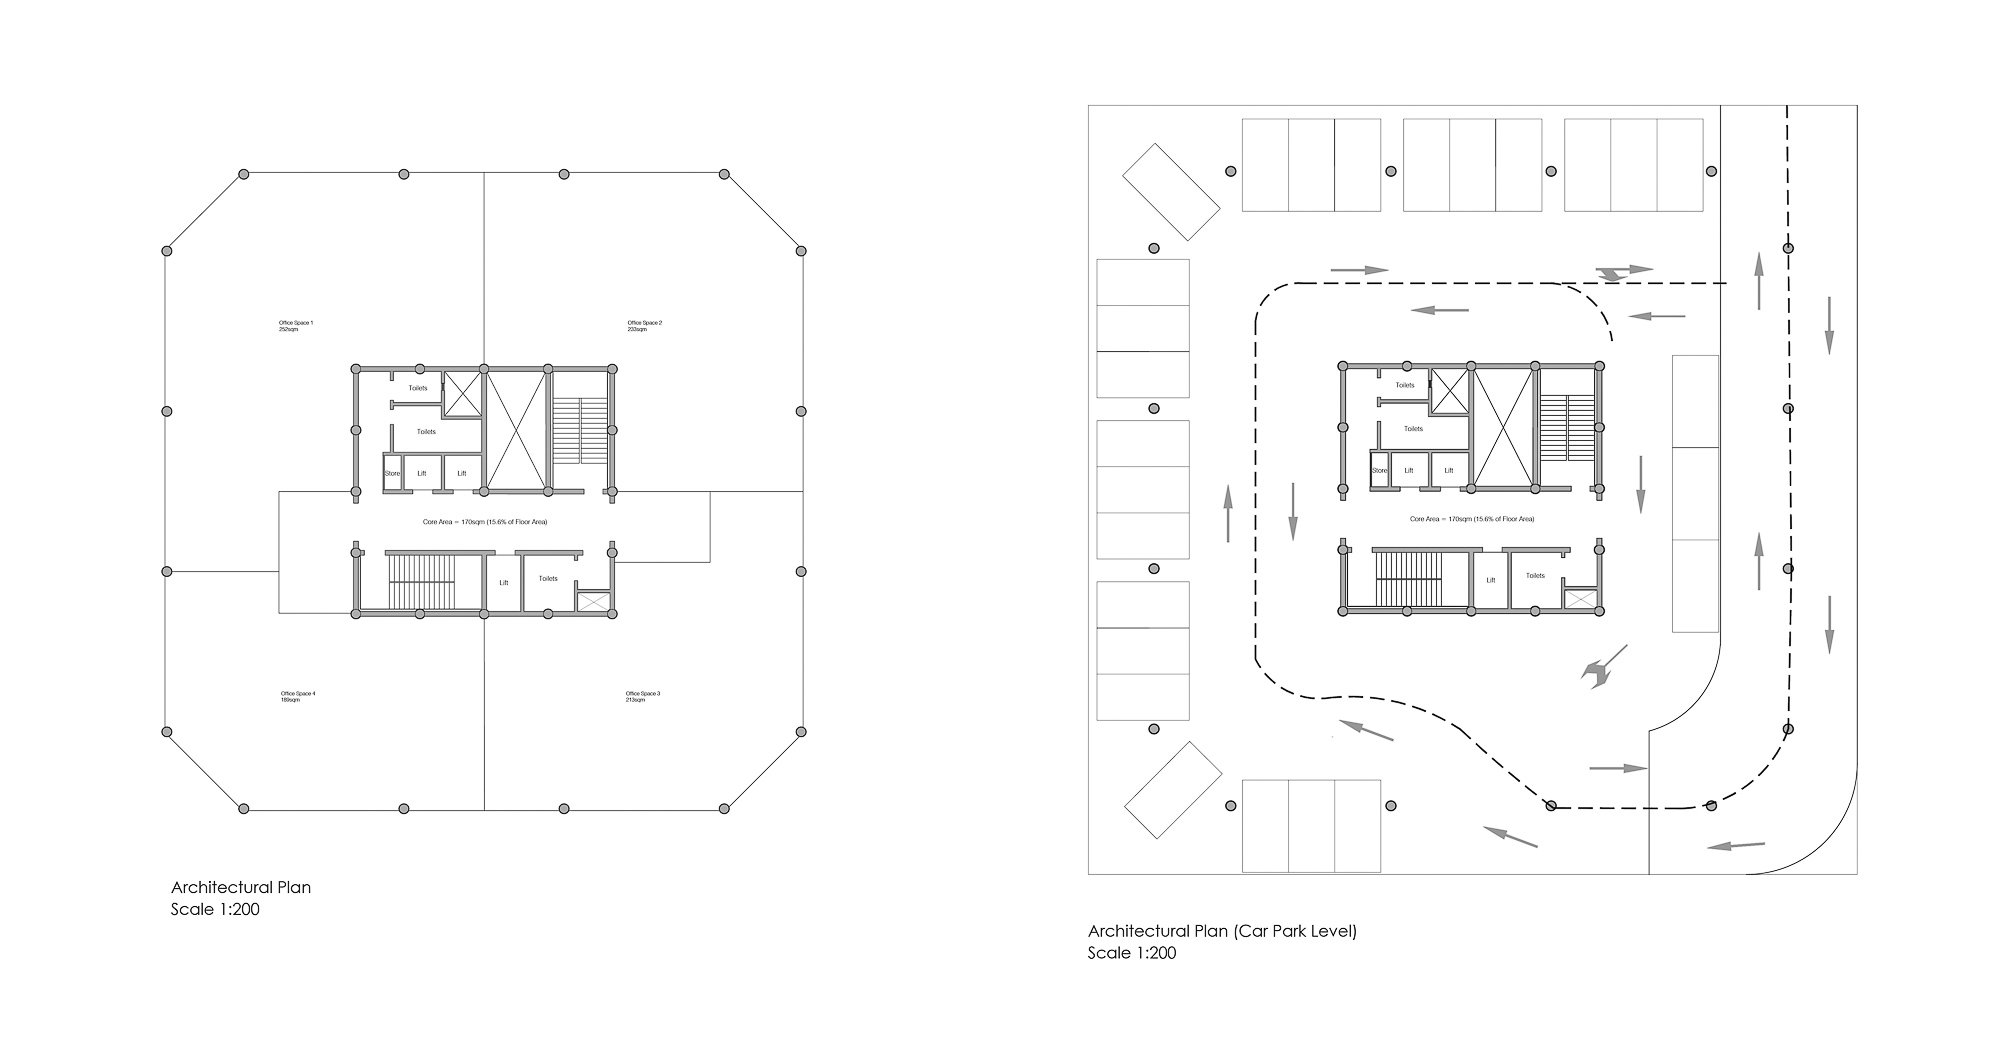 Office Space 1
252sqm
Office Space 2
233sqm
Toilets
Toilets
Store
Lift
Lift
Core Area = 170sqm (15.6% of Floor Area)
Lift
Toilets
Office Space 4
189sqm
Office Space 3
213sqm
Architectural Plan
Scale 1:200
Toilets
Toilets
Store
Lift
Lift
Core Area = 170sqm (15.6% of Floor Area)
Lift
Toilets
Architectural Plan (Car Park Level)
Scale 1:200